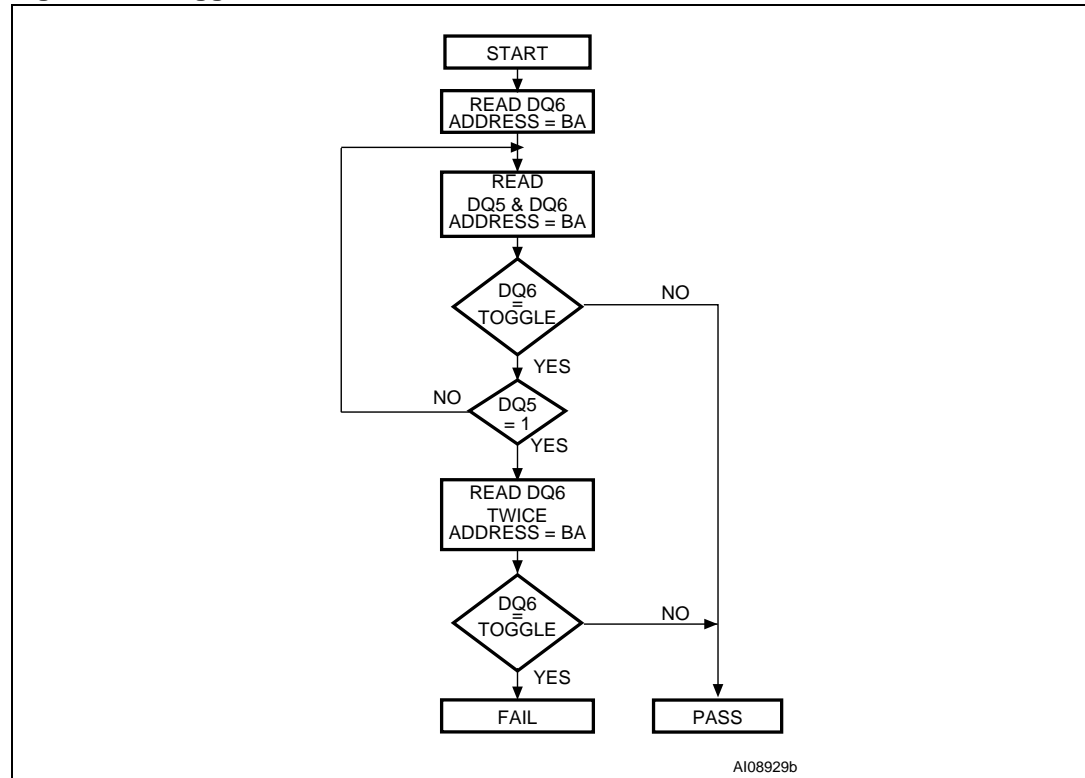 START
READ DQ6
ADDRESS = BA
READ
DQ5 & DQ6
ADDRESS = BA
DQ6
=
TOGGLE
NO
YES
NO
DQ5
= 1
YES
READ DQ6
TWICE
ADDRESS = BA
DQ6
=
TOGGLE
NO
YES
FAIL
PASS
AI08929b